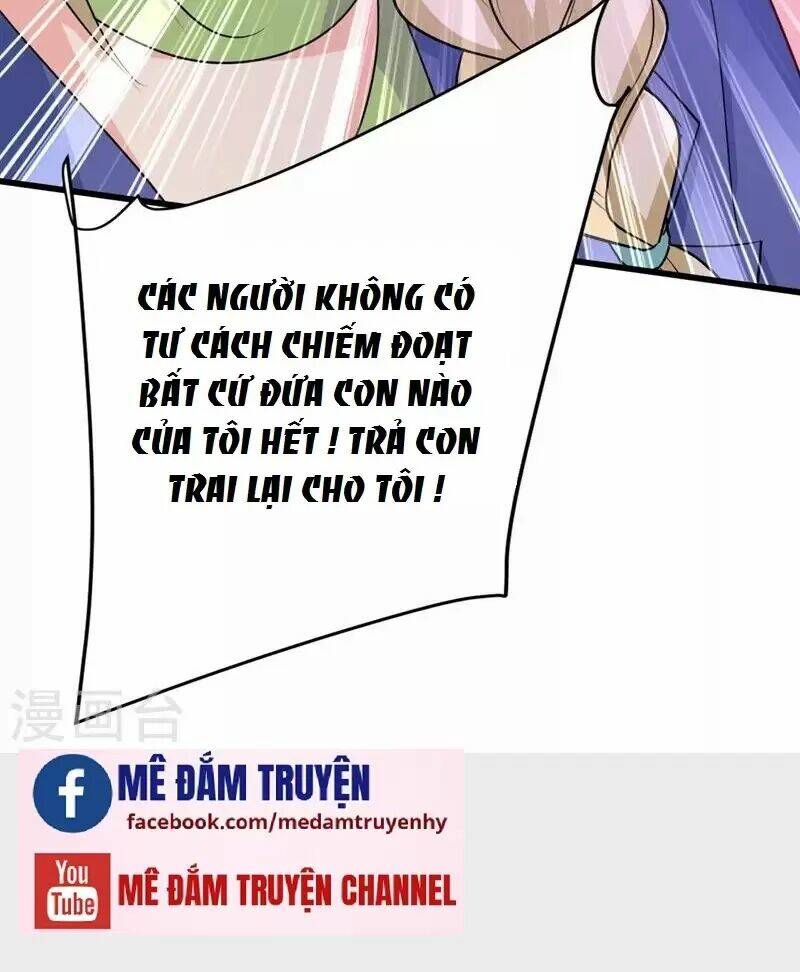 CÁC NGƯỜI KHÔNG CÓ
TƯ CÁCH CHIẾM ĐOẠT
BẤT CỨ ĐỨA CON NÀO
CỦA TÔI HẾT ! TRẢ CON
TRAI LẠI CHO TÔI !
漫画台
f MÊ ĐẮM TRUYỆN
facebook.com/medamtruyenhy
You
Tube
MÊ ĐẮM TRUYỆN CHANNEL